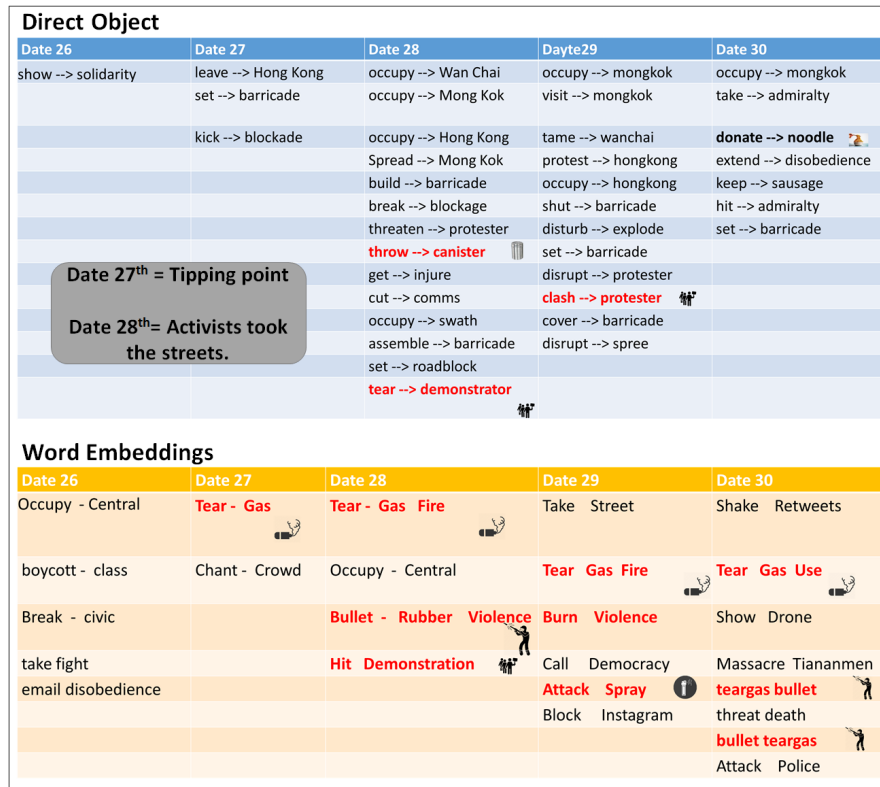 Direct Object
Date 26 Date 27 Date 28 Dayte29 Date 30
show --> solidarity leave --> Hong Kong occupy --> Wan Chai occupy --> mongkok occupy --> mongkok
set --> barricade occupy --> Mong Kok visit --> mongkok take --> admiralty
kick --> blockade occupy --> Hong Kong tame --> wanchai donate --> noodle
Spread --> Mong Kok protest --> hongkong extend --> disobedience
build --> barricade occupy --> hongkong keep --> sausage
break --> blockage shut --> barricade hit --> admiralty
threaten --> protester disturb --> explode set --> barricade
throw --> canister set --> barricade
get --> injure disrupt --> protester
cut --> comms clash --> protester
occupy --> swath cover --> barricade
assemble --> barricade disrupt --> spree
set --> roadblock
tear --> demonstrator
Date 27th = Tipping point
Date 28th= Activists took
the streets.
Word Embeddings
Date 26 Date 27 Date 28 Date 29 Date 30
Occupy - Central Tear - Gas Tear - Gas Fire Take Street Shake Retweets
boycott - class Chant - Crowd Occupy - Central Tear Gas Fire Tear Gas Use
Break - civic Bullet - Rubber Violence Burn Violence Show Drone
take fight Hit Demonstration Call Democracy Massacre Tiananmen
email disobedience Attack Spray teargas bullet
Block Instagram threat death
bullet teargas
Attack Police